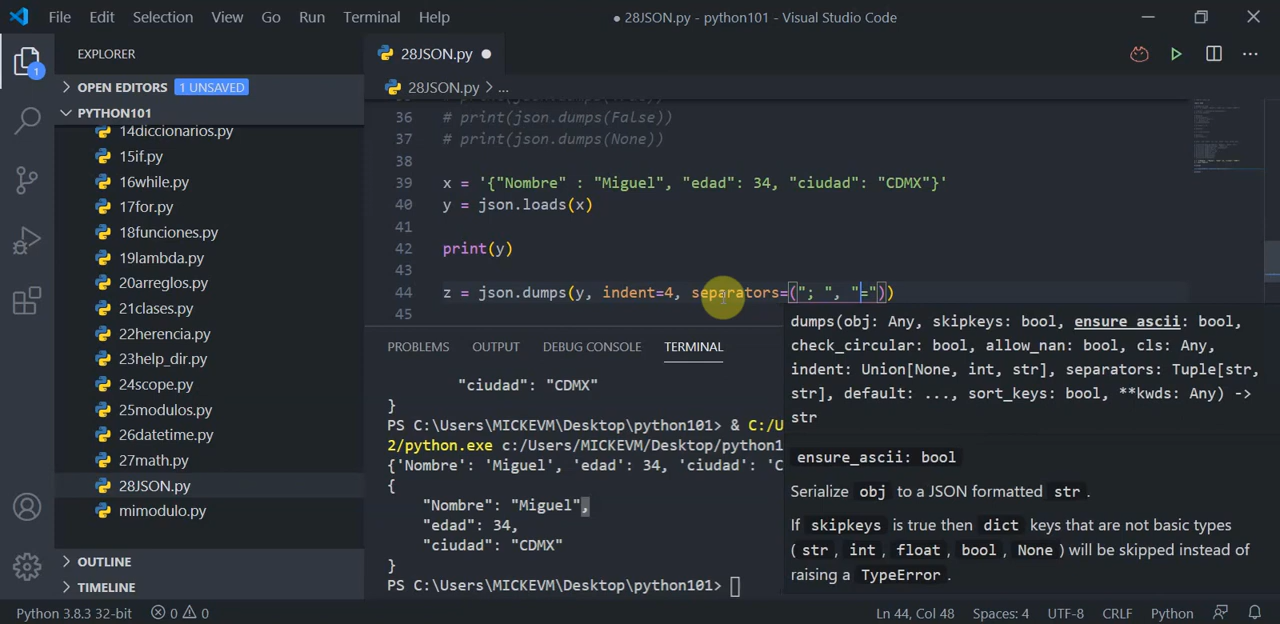 File Edit Selection View Go Run Terminal Help
● 28JSON.py - python101 - Visual Studio Code
EXPLORER
28JSON.py ●
OPEN EDITORS 1 UNSAVED
28JSON.py > ...
PYTHON101
14diccionarios.py
15if.py
16while.py
17for.py
18funciones.py
19lambda.py
20arreglos.py
21clases.py
22herencia.py
23help_dir.py
24scope.py
25modulos.py
26datetime.py
27math.py
28JSON.py
mimodulo.py
OUTLINE
TIMELINE
36 # print(json.dumps(False))
37 # print(json.dumps(None))
38
39 x = '{"Nombre" : "Miguel", "edad": 34, "ciudad": "CDMX"}'
40 y = json.loads(x)
41
42 print(y)
43
44 z = json.dumps(y, indent=4, separators=("; ", "="))
45
dumps(obj: Any, skipkeys: bool, ensure_ascii: bool,
check_circular: bool, allow_nan: bool, cls: Any,
indent: Union[None, int, str], separators: Tuple[str,
str], default: ..., sort_keys: bool, **kwds: Any) ->
str
ensure_ascii: bool
Serialize obj to a JSON formatted str.
If skipkeys is true then dict keys that are not basic types
(str, int, float, bool, None) will be skipped instead of
raising a TypeError.
PROBLEMS OUTPUT DEBUG CONSOLE TERMINAL
"ciudad": "CDMX"
}
PS C:\Users\MICKEVM\Desktop\python101> & C:/U
2/python.exe c:/Users/MICKEVM/Desktop/python1
{'Nombre': 'Miguel', 'edad': 34, 'ciudad': 'C
{
"Nombre": "Miguel",
"edad": 34,
"ciudad": "CDMX"
}
PS C:\Users\MICKEVM\Desktop\python101>
Python 3.8.3 32-bit 0 0 Ln 44, Col 48 Spaces: 4 UTF-8 CRLF Python